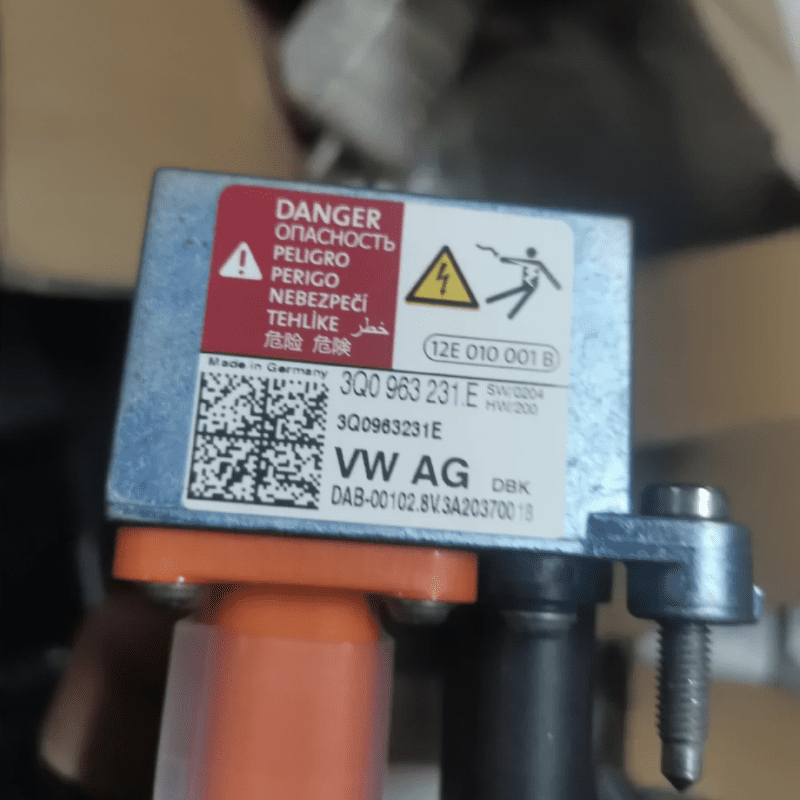 DANGER
ОПАСНОСТЬ
PELIGRO
PERIGO
NEBEZPEČÍ
TEHLİKE خطر
危险 危険
12E 010 001 B
Made in Germany
3Q0 963 231.E SW/0204
HW/200
3Q0963231E
VW AG DBK
DAB-00102.8V.3A20370018